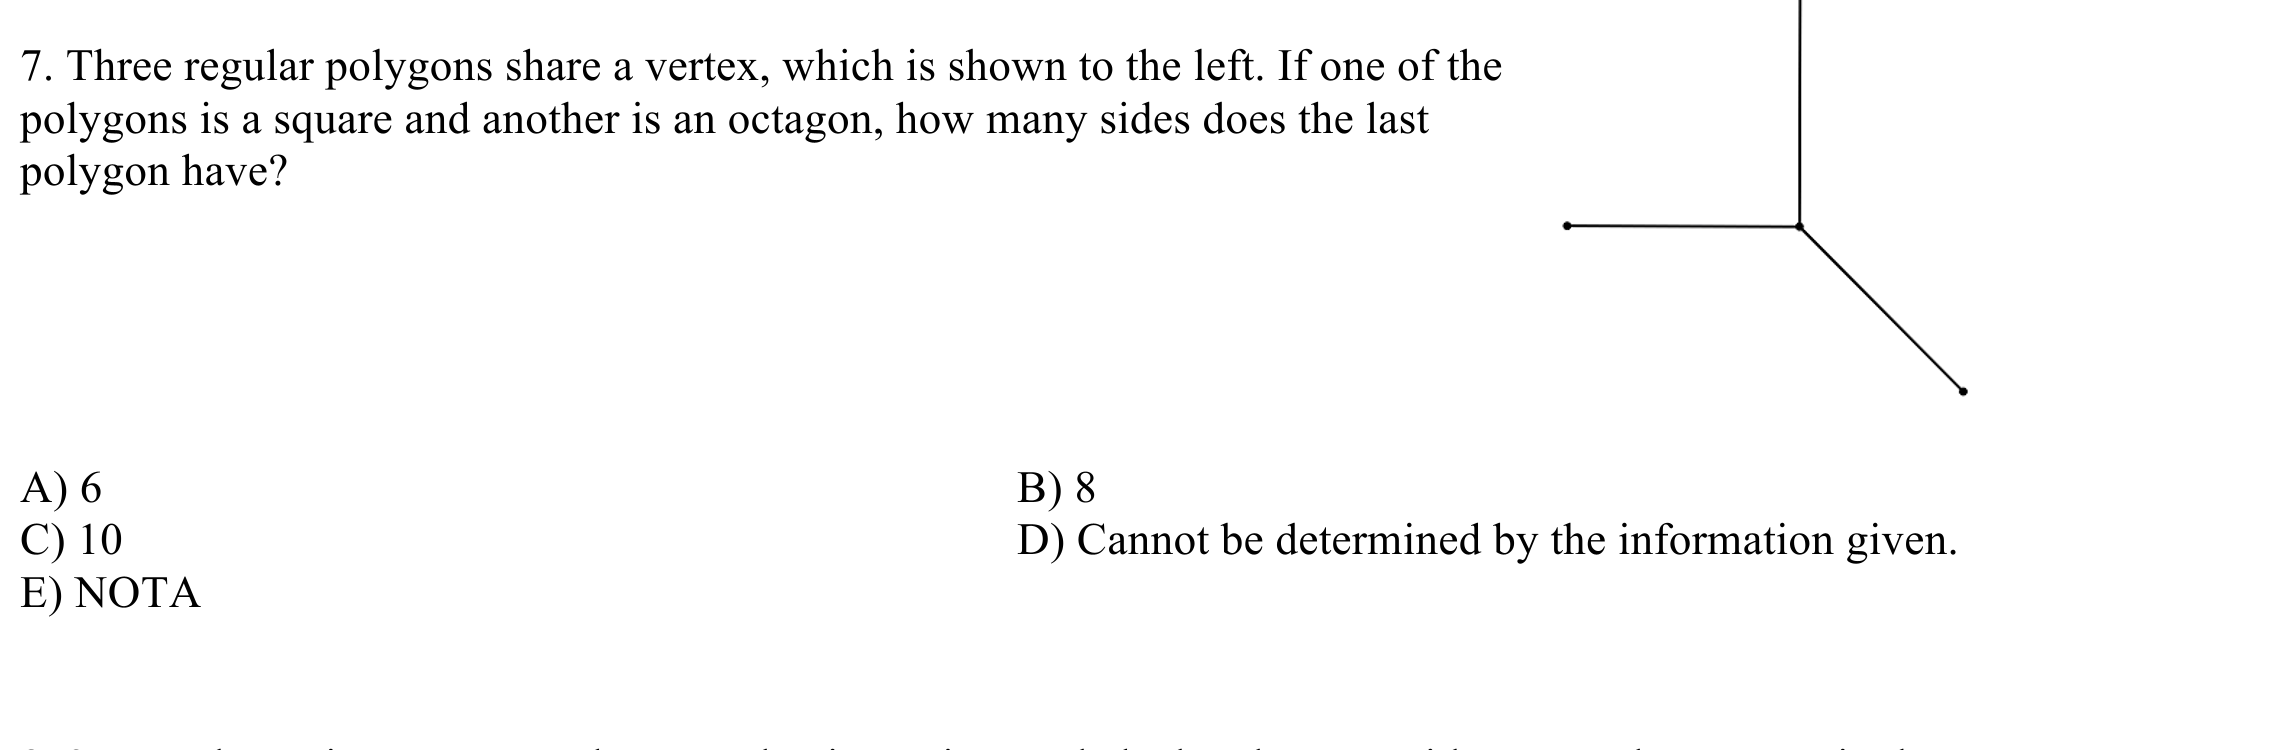 7. Three regular polygons share a vertex, which is shown to the left. If one of the
polygons is a square and another is an octagon, how many sides does the last
polygon have?
A) 6
B) 8
C) 10
D) Cannot be determined by the information given.
E) NOTA